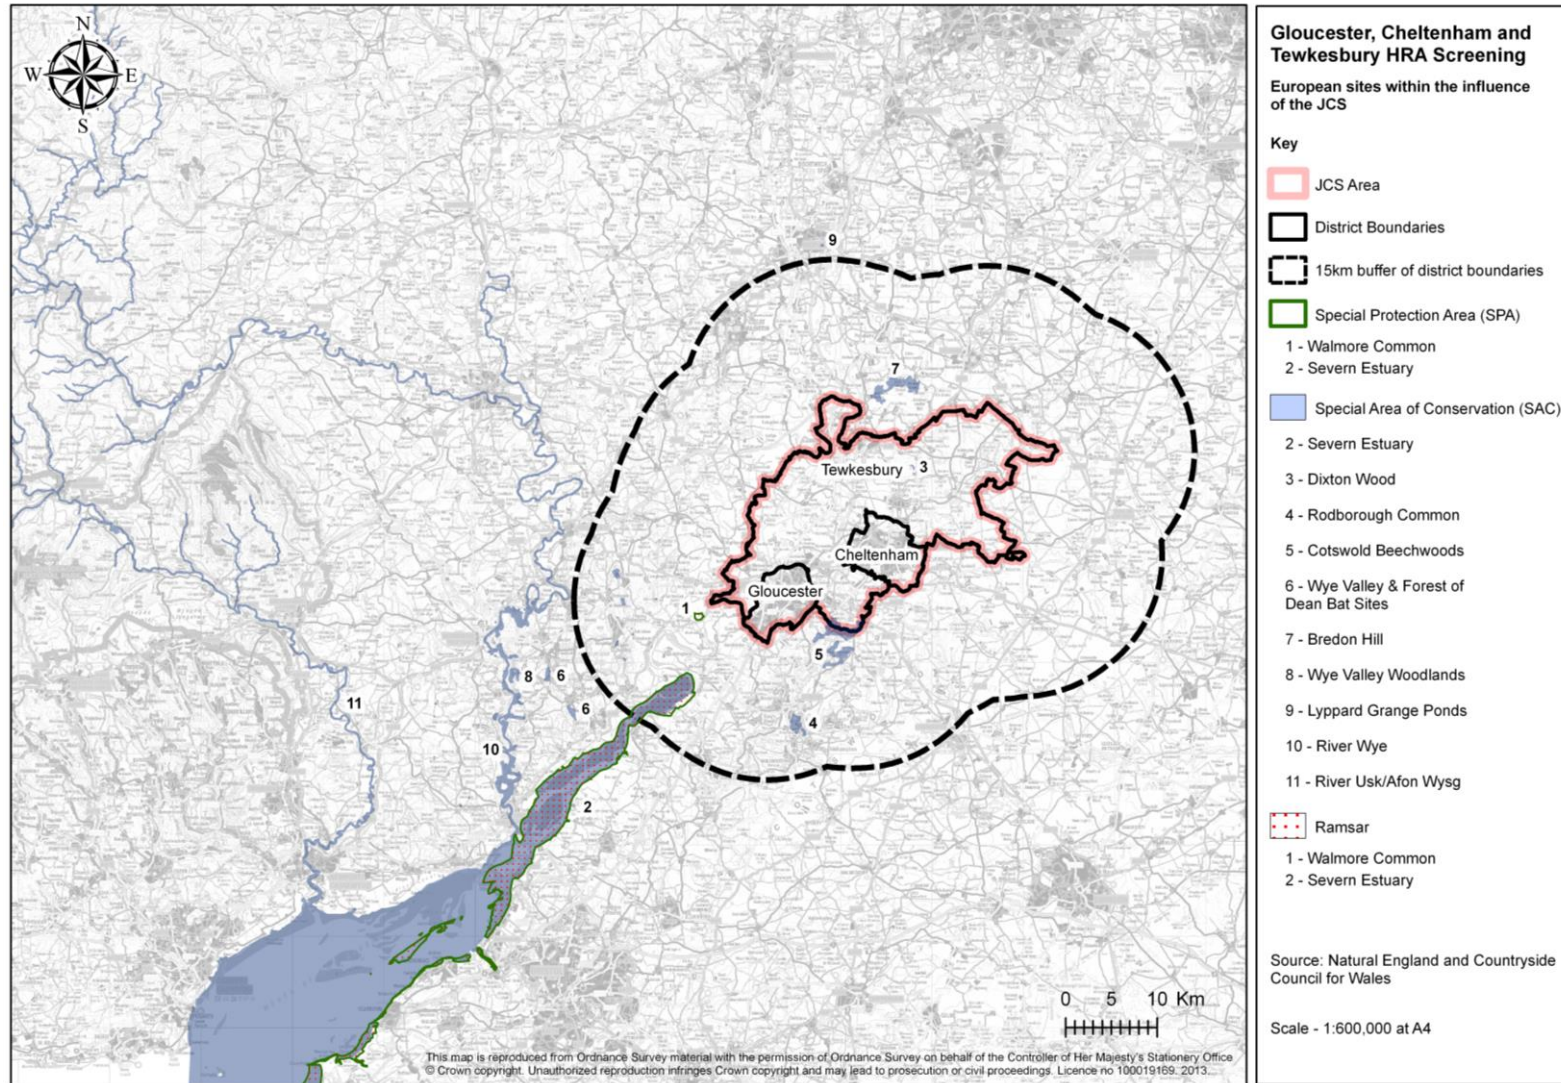 N
W
E
S
9
7
Tewkesbury
3
Cheltenham
Gloucester
1
5
8
6
6
11
4
10
2
0 5 10 Km
This map is reproduced from Ordnance Survey material with the permission of Ordnance Survey on behalf of the Controller of Her Majesty's Stationery Office
© Crown copyright. Unauthorized reproduction infringes Crown copyright and may lead to prosecution or civil proceedings. Licence no 100019169. 2013.
Gloucester, Cheltenham and
Tewkesbury HRA Screening
European sites within the influence
of the JCS
Key
JCS Area
District Boundaries
15km buffer of district boundaries
Special Protection Area (SPA)
1 - Walmore Common
2 - Severn Estuary
Special Area of Conservation (SAC)
2 - Severn Estuary
3 - Dixton Wood
4 - Rodborough Common
5 - Cotswold Beechwoods
6 - Wye Valley & Forest of
Dean Bat Sites
7 - Bredon Hill
8 - Wye Valley Woodlands
9 - Lyppard Grange Ponds
10 - River Wye
11 - River Usk/Afon Wysg
Ramsar
1 - Walmore Common
2 - Severn Estuary
Source: Natural England and Countryside
Council for Wales
Scale - 1:600,000 at A4